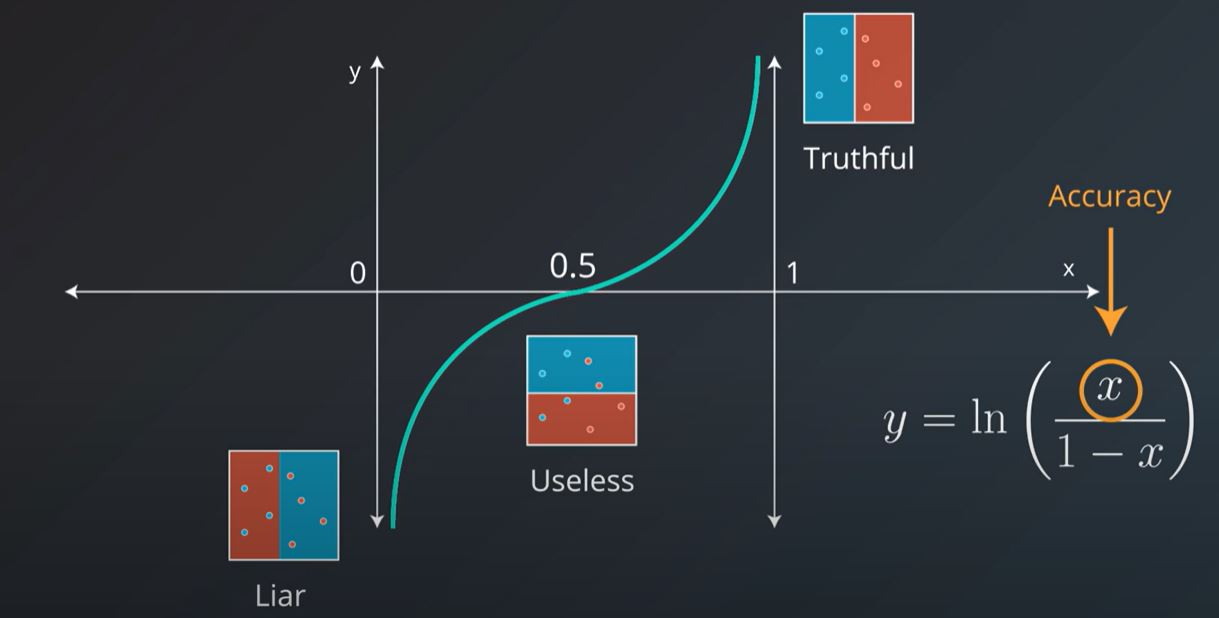 y
Truthful
Accuracy
0
0.5
1
x
y = ln ( x / 1 − x )
Useless
Liar